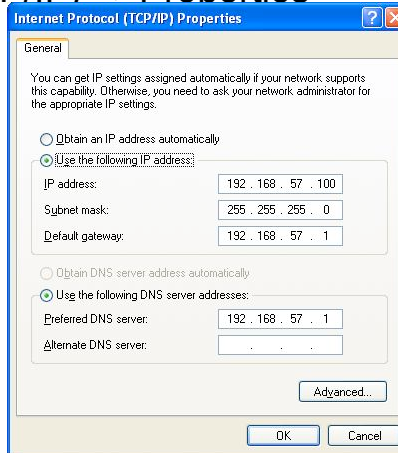 Internet Protocol (TCP/IP) Properties
General
You can get IP settings assigned automatically if your network supports
this capability. Otherwise, you need to ask your network administrator for
the appropriate IP settings.
Obtain an IP address automatically
Use the following IP address:
IP address: 192 . 168 . 57 . 100
Subnet mask: 255 . 255 . 255 . 0
Default gateway: 192 . 168 . 57 . 1
Obtain DNS server address automatically
Use the following DNS server addresses:
Preferred DNS server: 192 . 168 . 57 . 1
Alternate DNS server: . . .
Advanced...
OK Cancel